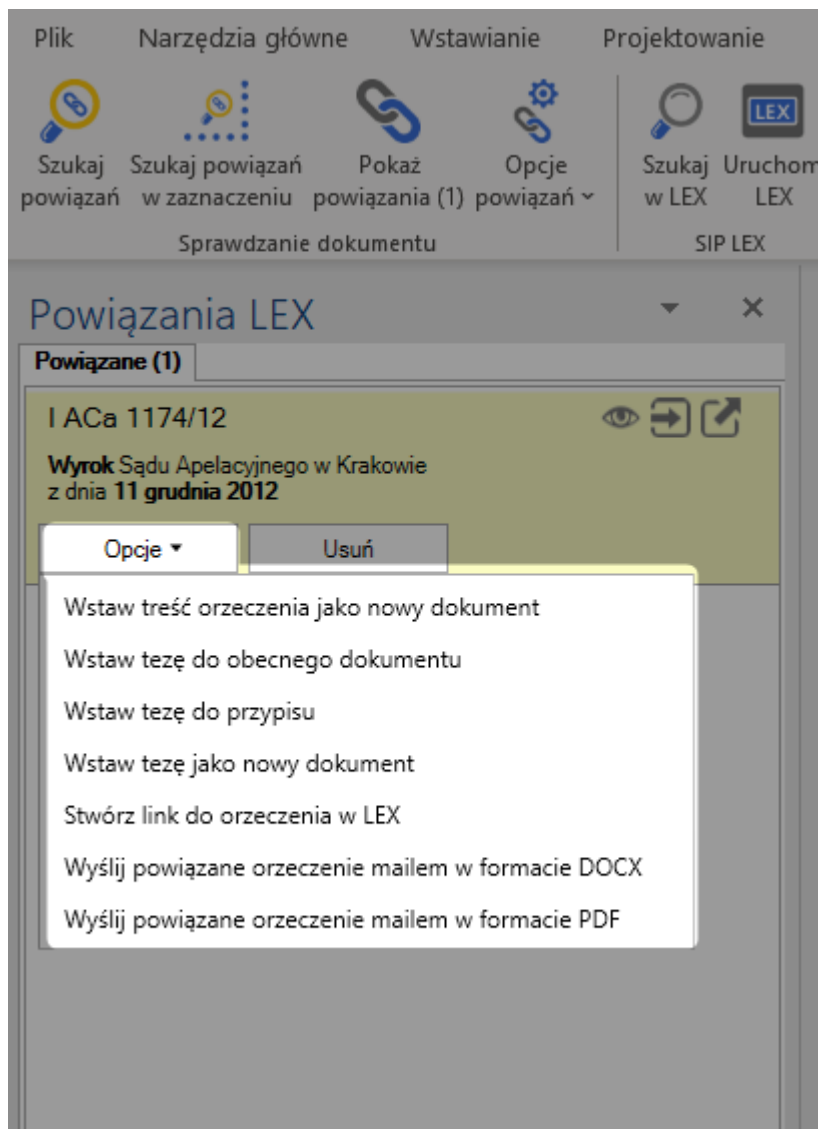 Plik Narzędzia główne Wstawianie Projektowanie
Szukaj powiązań
Szukaj powiązań w zaznaczeniu
Pokaż powiązania (1)
Opcje powiązań
Szukaj w LEX
Uruchom LEX
LEX
Sprawdzanie dokumentu
SIP LEX
Powiązania LEX
Powiązane (1)
I ACa 1174/12
Wyrok Sądu Apelacyjnego w Krakowie
z dnia 11 grudnia 2012
Opcje Usuń
Wstaw treść orzeczenia jako nowy dokument
Wstaw tezę do obecnego dokumentu
Wstaw tezę do przypisu
Wstaw tezę jako nowy dokument
Stwórz link do orzeczenia w LEX
Wyślij powiązane orzeczenie mailem w formacie DOCX
Wyślij powiązane orzeczenie mailem w formacie PDF